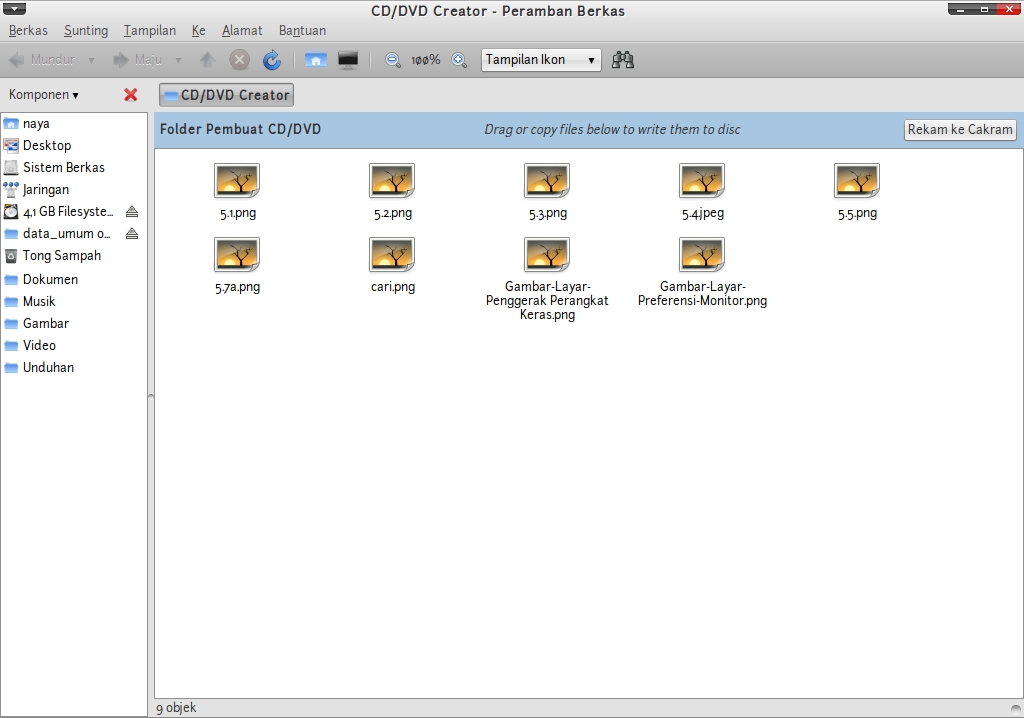 CD/DVD Creator - Peramban Berkas
Berkas Sunting Tampilan Ke Alamat Bantuan
Mundur Maju 100% Tampilan Ikon
Komponen CD/DVD Creator
Folder Pembuat CD/DVD Drag or copy files below to write them to disc Rekam ke Cakram
naya
Desktop
Sistem Berkas
Jaringan
4,1 GB Filesyste...
data_umum o...
Tong Sampah
Dokumen
Musik
Gambar
Video
Unduhan
5.1.png 5.2.png 5.3.png 5.4.jpeg 5.5.png
5.7a.png cari.png Gambar-Layar-
Penggerak Perangkat
Keras.png
Gambar-Layar-
Preferensi-Monitor.png
9 objek